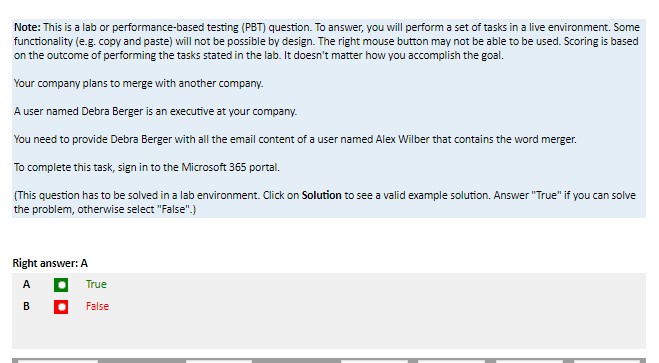 Note: This is a lab or performance-based testing (PBT) question. To answer, you will perform a set of tasks in a live environment. Some
functionality (e.g. copy and paste) will not be possible by design. The right mouse button may not be able to be used. Scoring is based
on the outcome of performing the tasks stated in the lab. It doesn't matter how you accomplish the goal.
Your company plans to merge with another company.
A user named Debra Berger is an executive at your company.
You need to provide Debra Berger with all the email content of a user named Alex Wilber that contains the word merger.
To complete this task, sign in to the Microsoft 365 portal.
(This question has to be solved in a lab environment. Click on Solution to see a valid example solution. Answer "True" if you can solve
the problem, otherwise select "False".)
Right answer: A
A True
B False